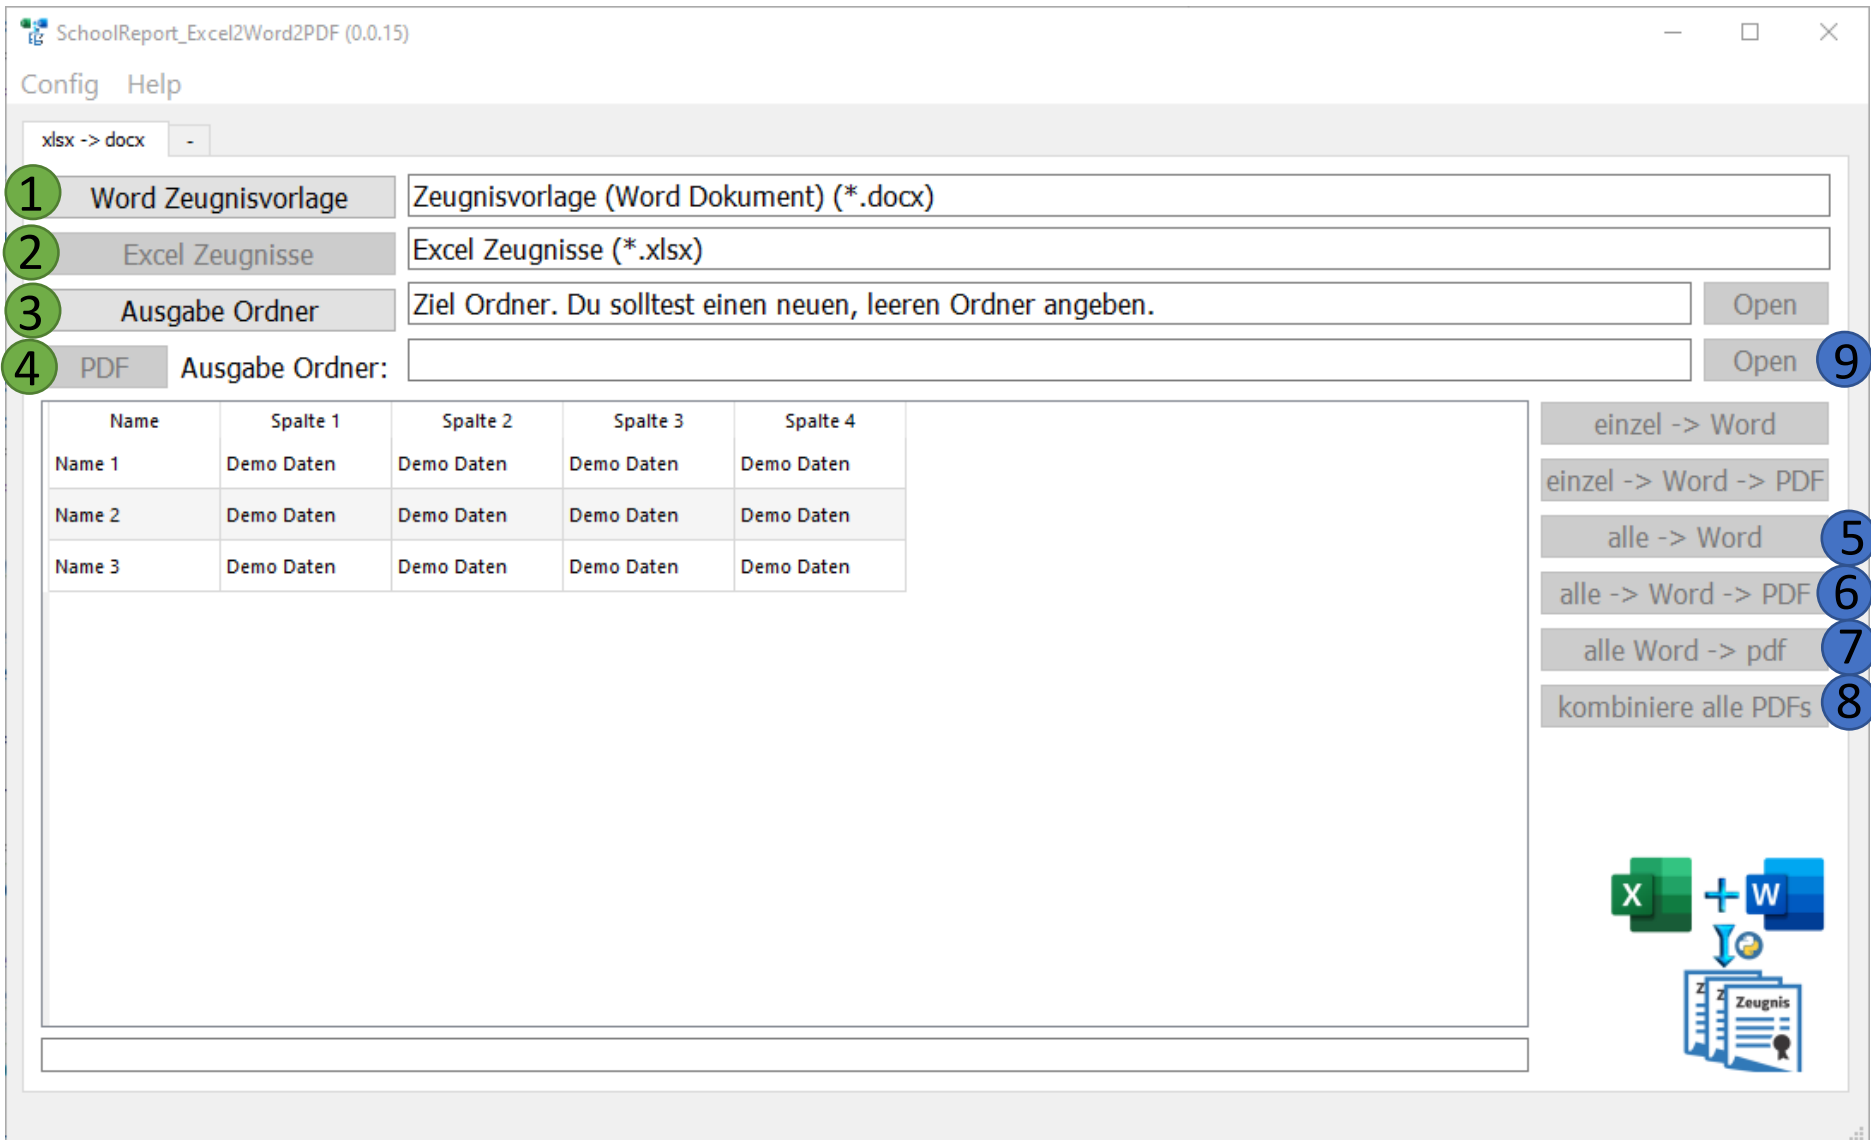 SchoolReport_Excel2Word2PDF (0.0.15)
Config Help
xlsx -> docx -
1 Word Zeugnisvorlage Zeugnisvorlage (Word Dokument) (*.docx)
2 Excel Zeugnisse Excel Zeugnisse (*.xlsx)
3 Ausgabe Ordner Ziel Ordner. Du solltest einen neuen, leeren Ordner angeben. Open
4 PDF Ausgabe Ordner: Open 9
Name Spalte 1 Spalte 2 Spalte 3 Spalte 4
Name 1 Demo Daten Demo Daten Demo Daten Demo Daten
Name 2 Demo Daten Demo Daten Demo Daten Demo Daten
Name 3 Demo Daten Demo Daten Demo Daten Demo Daten
einzel -> Word
einzel -> Word -> PDF
alle -> Word 5
alle -> Word -> PDF 6
alle Word -> pdf 7
kombiniere alle PDFs 8
X + W
Z Z Zeugnis